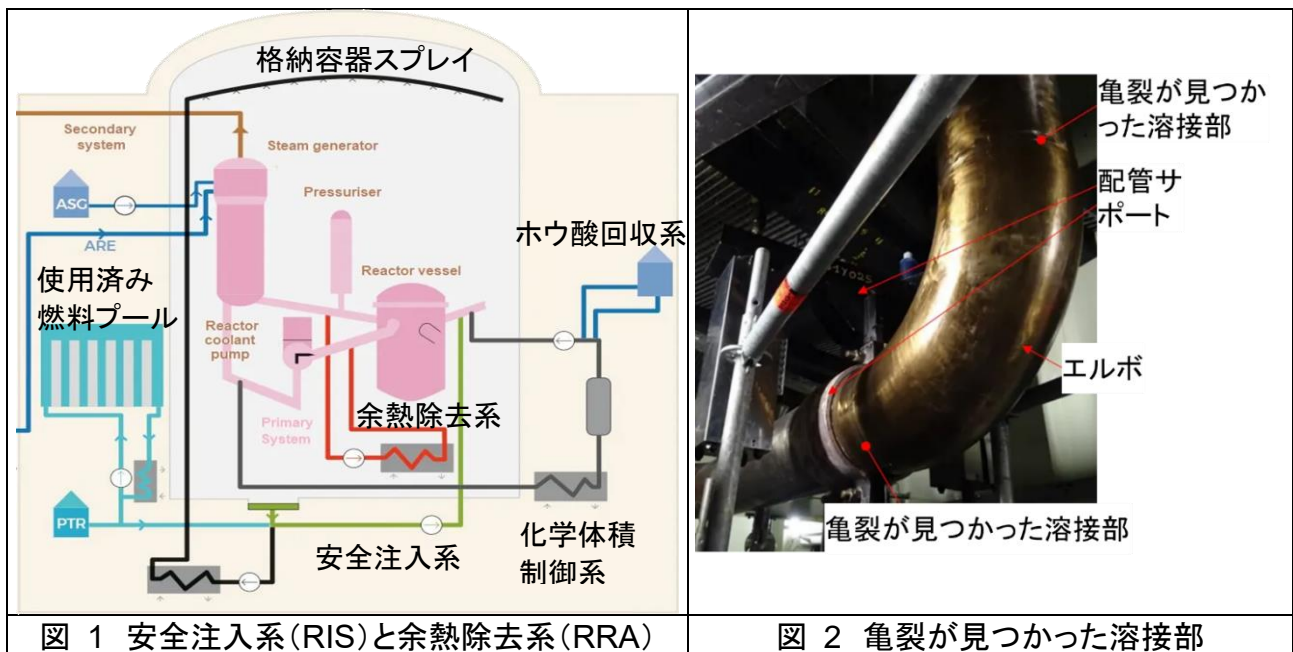 格納容器スプレイ
Secondary
system
Steam generator
Pressuriser
ASG
ARE
ホウ酸回収系
使用済み
燃料プール
Reactor vessel
Reactor
coolant
pump
Primary
System
余熱除去系
PTR
安全注入系
化学体積
制御系
図 1 安全注入系(RIS)と余熱除去系(RRA)
亀裂が見つか
った溶接部
配管サ
ポート
エルボ
亀裂が見つかった溶接部
図 2 亀裂が見つかった溶接部